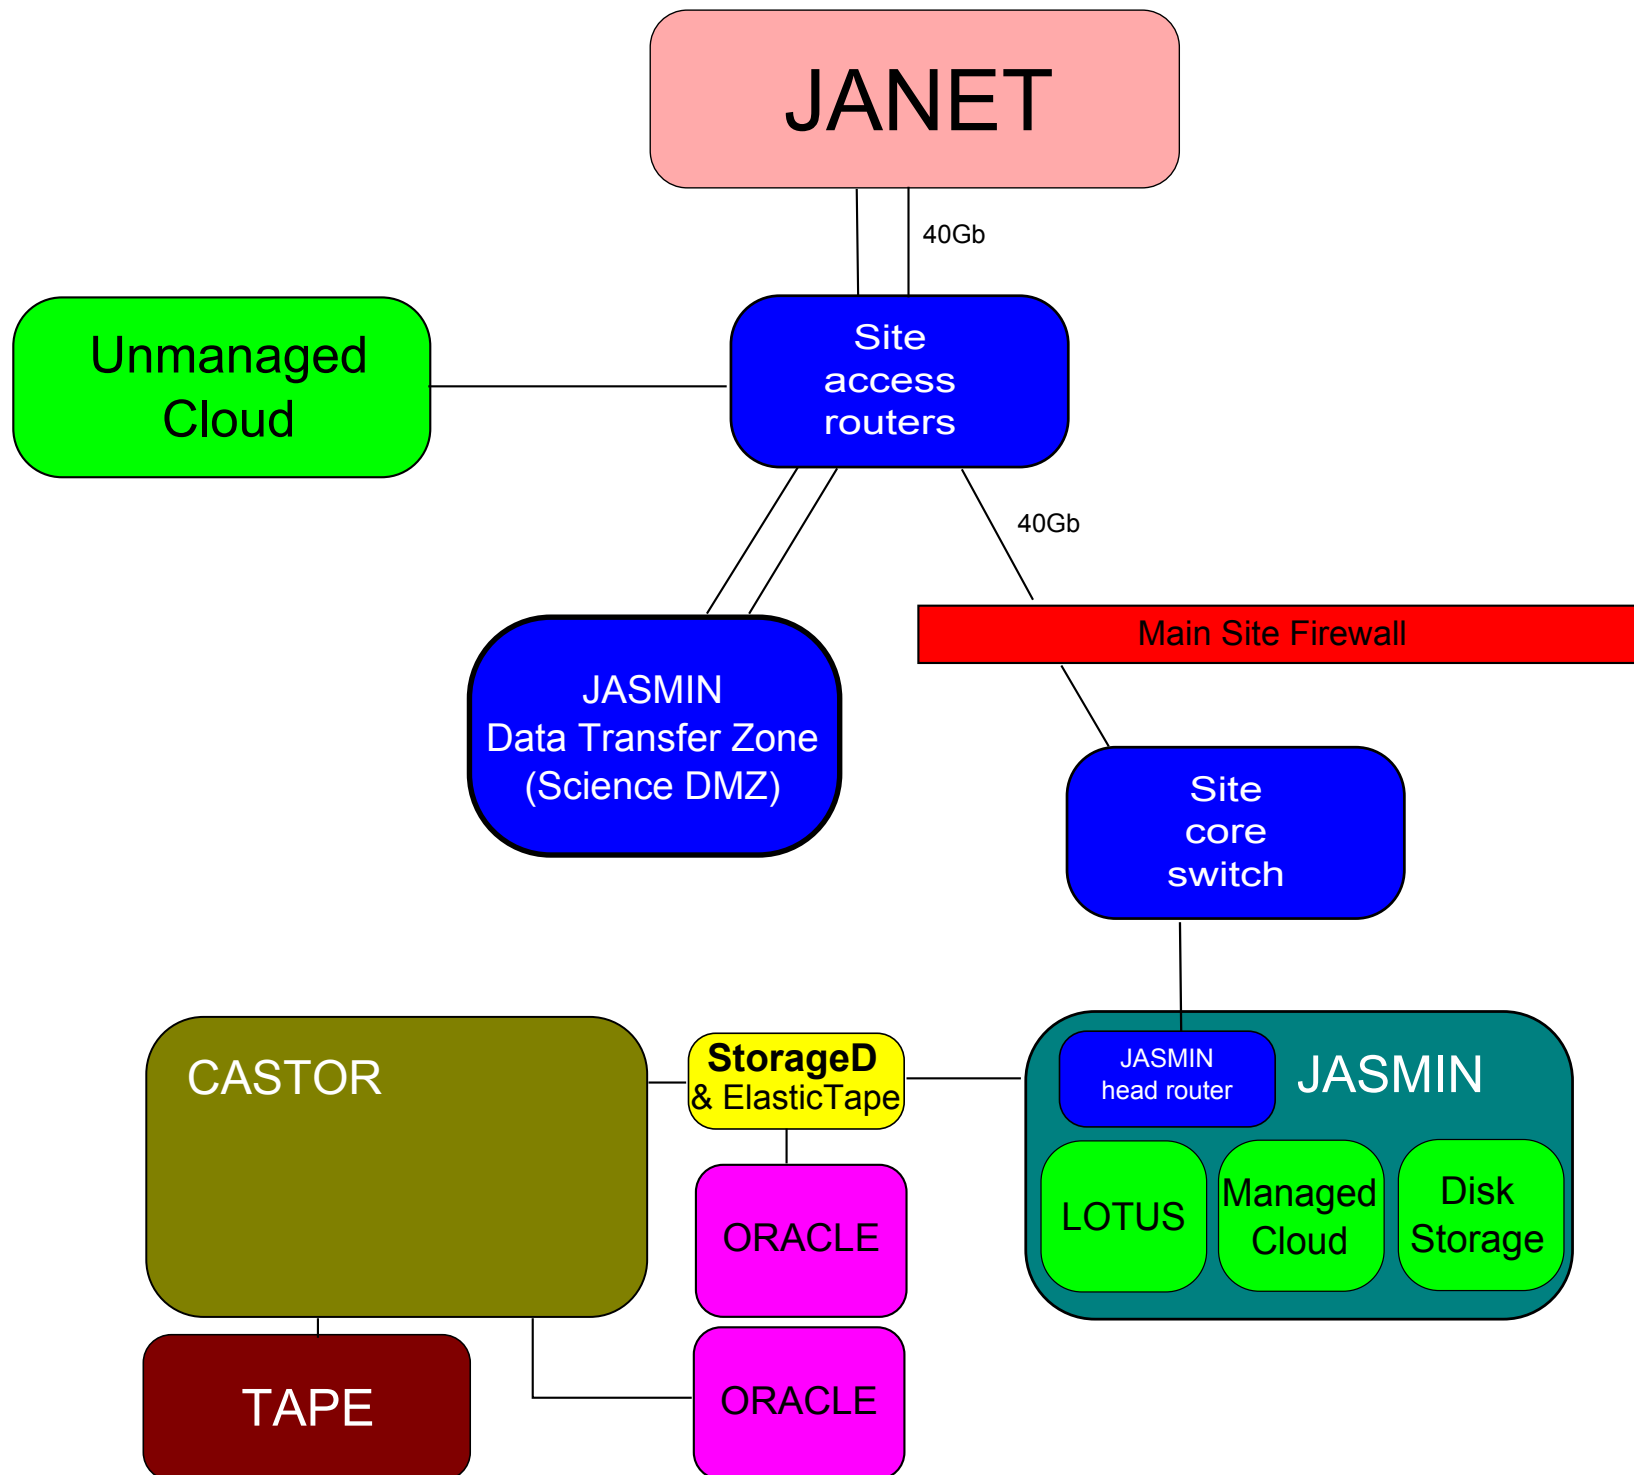 JANET
40Gb
Site
access
routers
Unmanaged
Cloud
40Gb
Main Site Firewall
JASMIN
Data Transfer Zone
(Science DMZ)
Site
core
switch
CASTOR
StorageD
& ElasticTape
JASMIN
head router
JASMIN
LOTUS
Managed
Cloud
Disk
Storage
ORACLE
TAPE
ORACLE